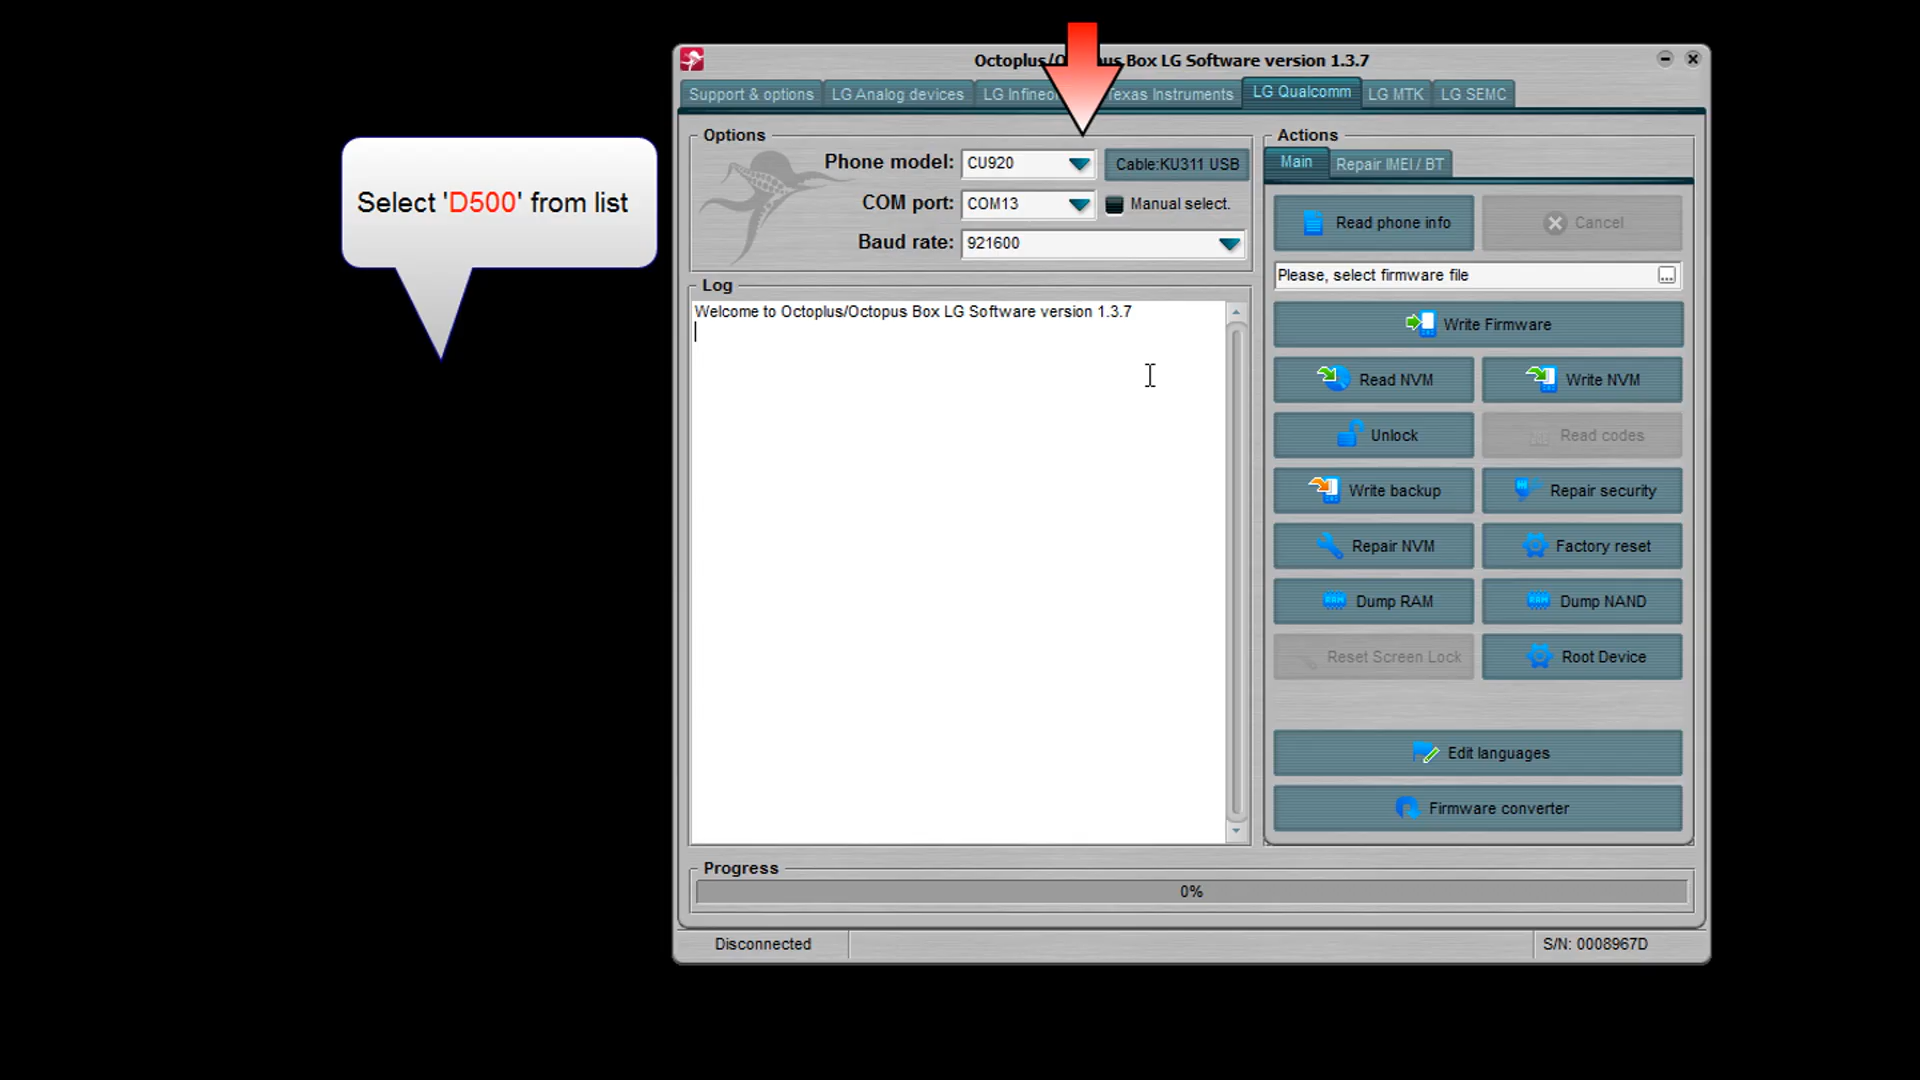 Octoplus/Octopus Box LG Software version 1.3.7
Support & options
LG Analog devices
LG Infineon
Texas Instruments
LG Qualcomm
LG MTK
LG SEMC
Select 'D500' from list
Options
Phone model:
CU920
Cable:KU311 USB
COM port:
COM13
Manual select.
Baud rate:
921600
Log
Welcome to Octoplus/Octopus Box LG Software version 1.3.7
Actions
Main
Repair IMEI / BT
Read phone info
Cancel
Please, select firmware file
...
Write Firmware
Read NVM
Write NVM
Unlock
Read codes
Write backup
Repair security
Repair NVM
Factory reset
Dump RAM
Dump NAND
Reset Screen Lock
Root Device
Edit languages
Firmware converter
Progress
0%
Disconnected
S/N: 0008967D